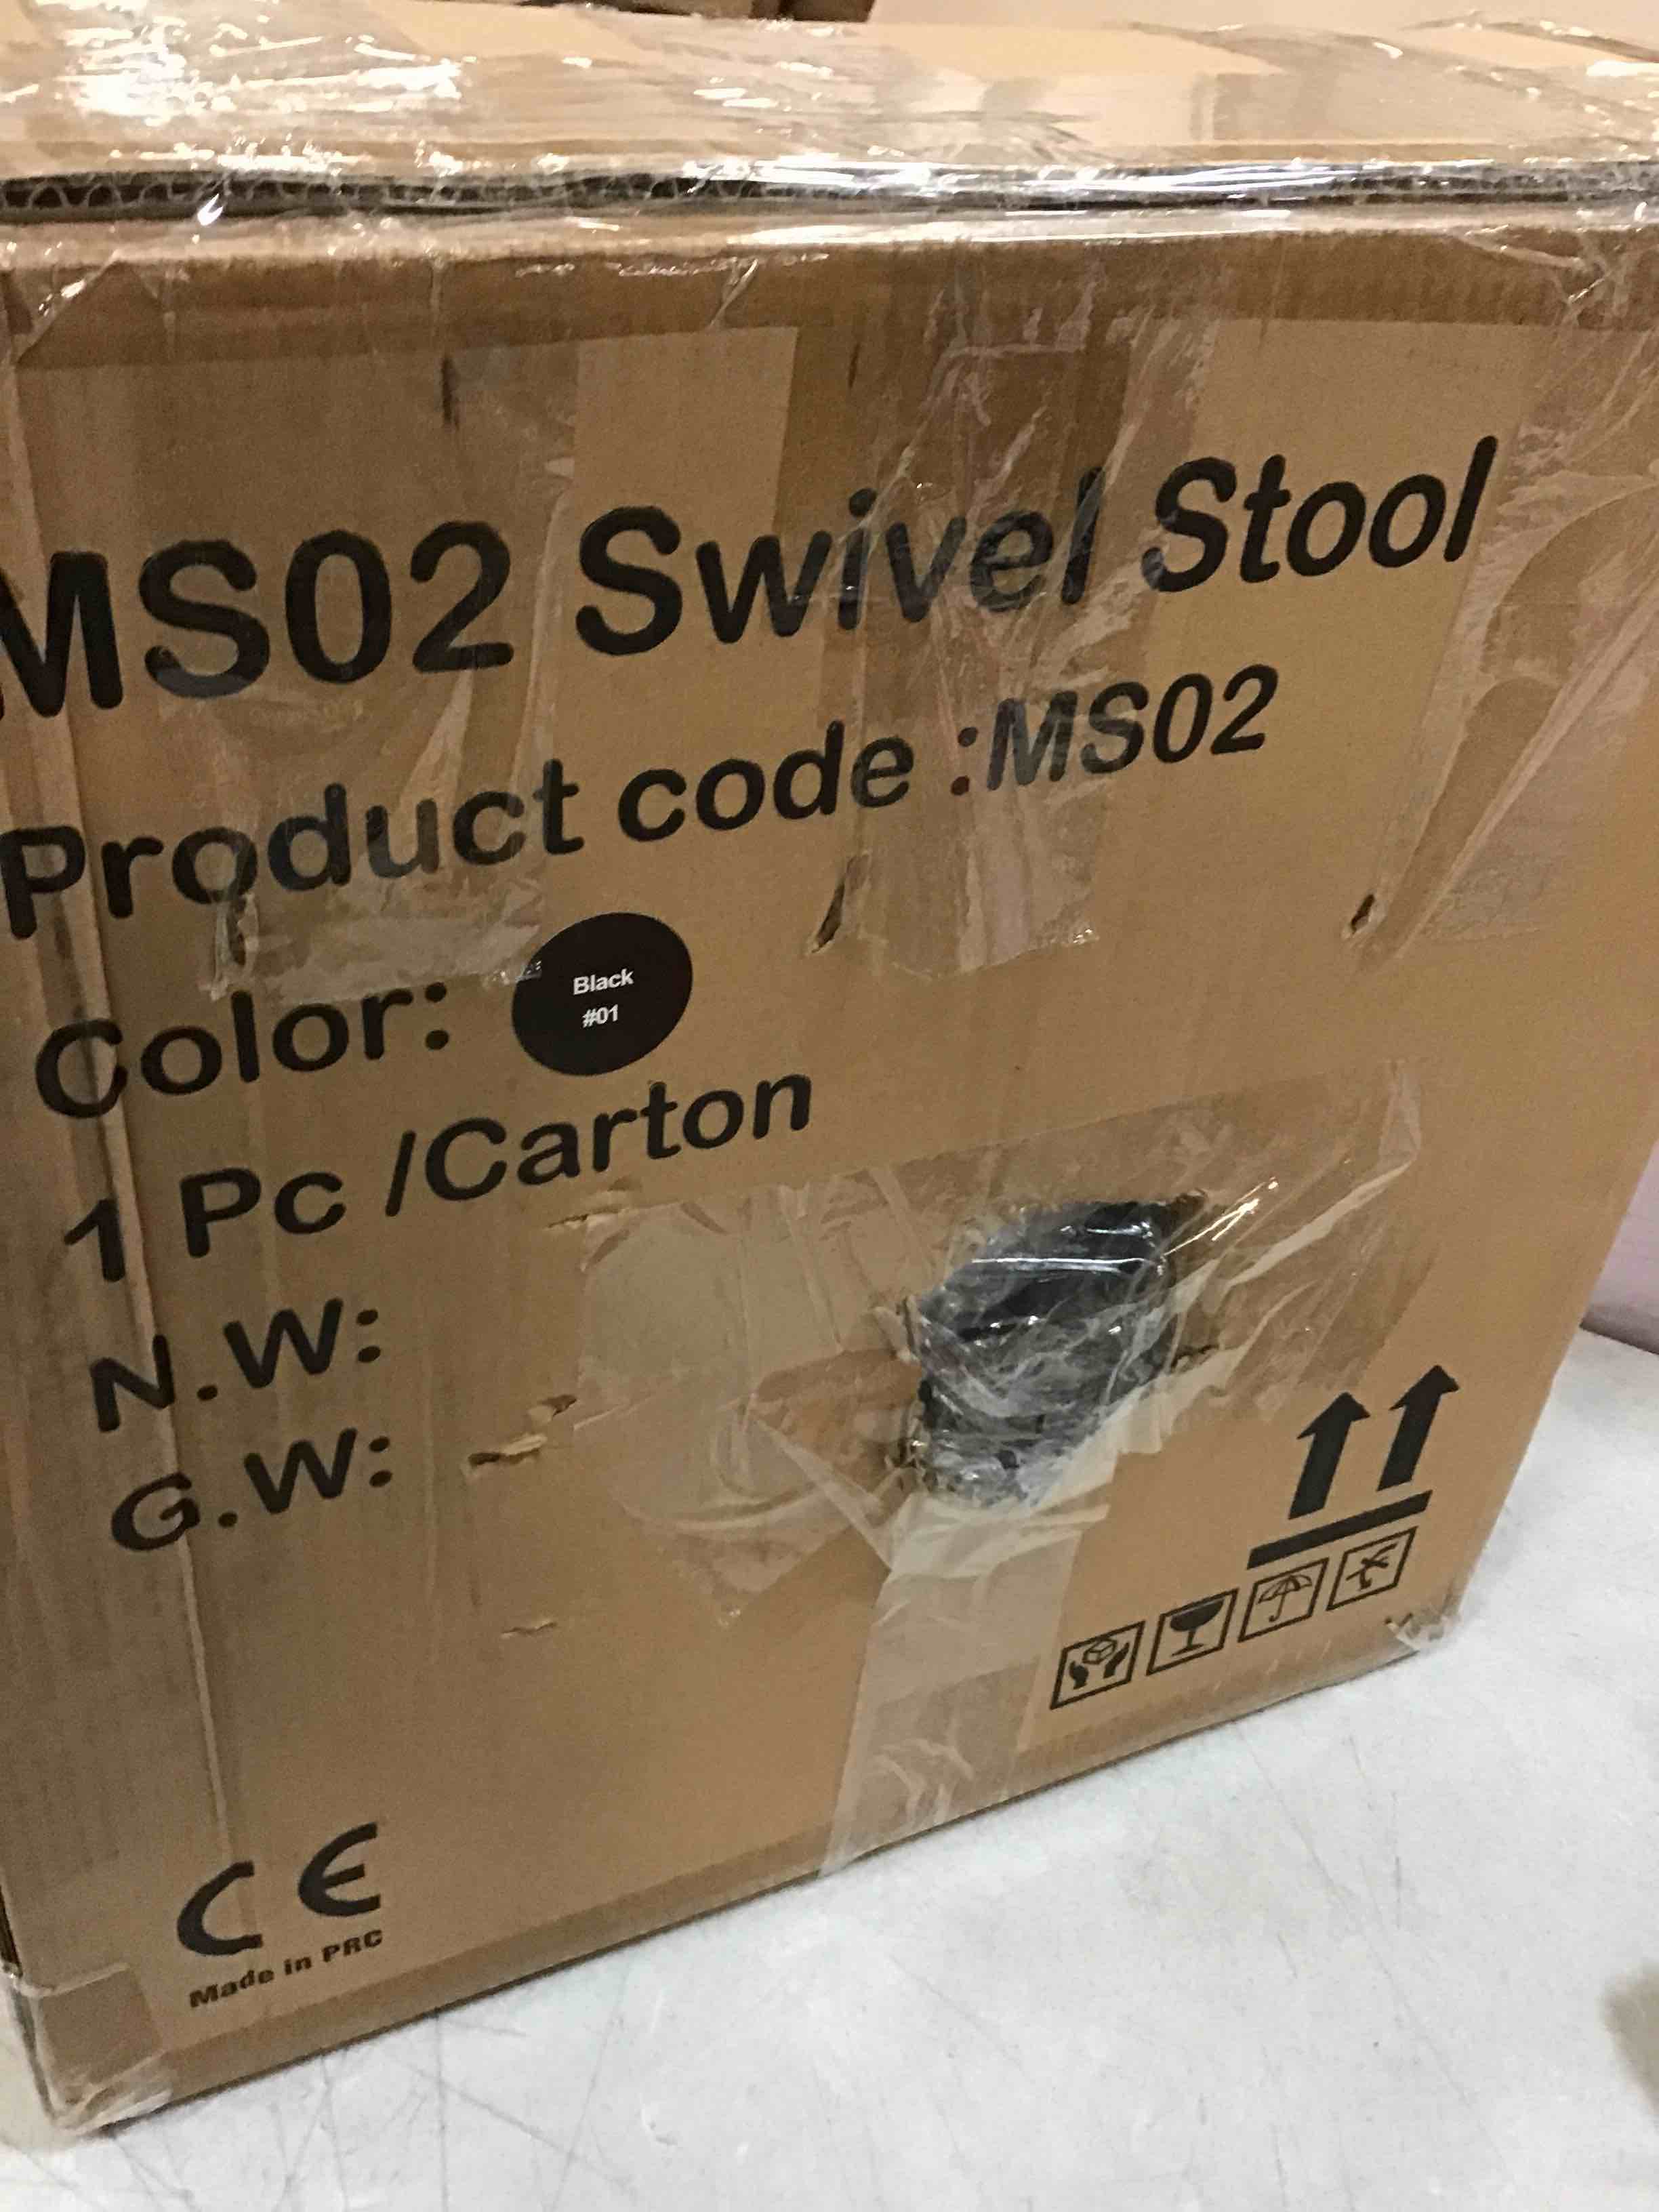 MS02 Swivel Stool
Product code :MS02
Color:
Black
#01
1 Pc /Carton
N.W:
G.W:
CE
Made in PRC